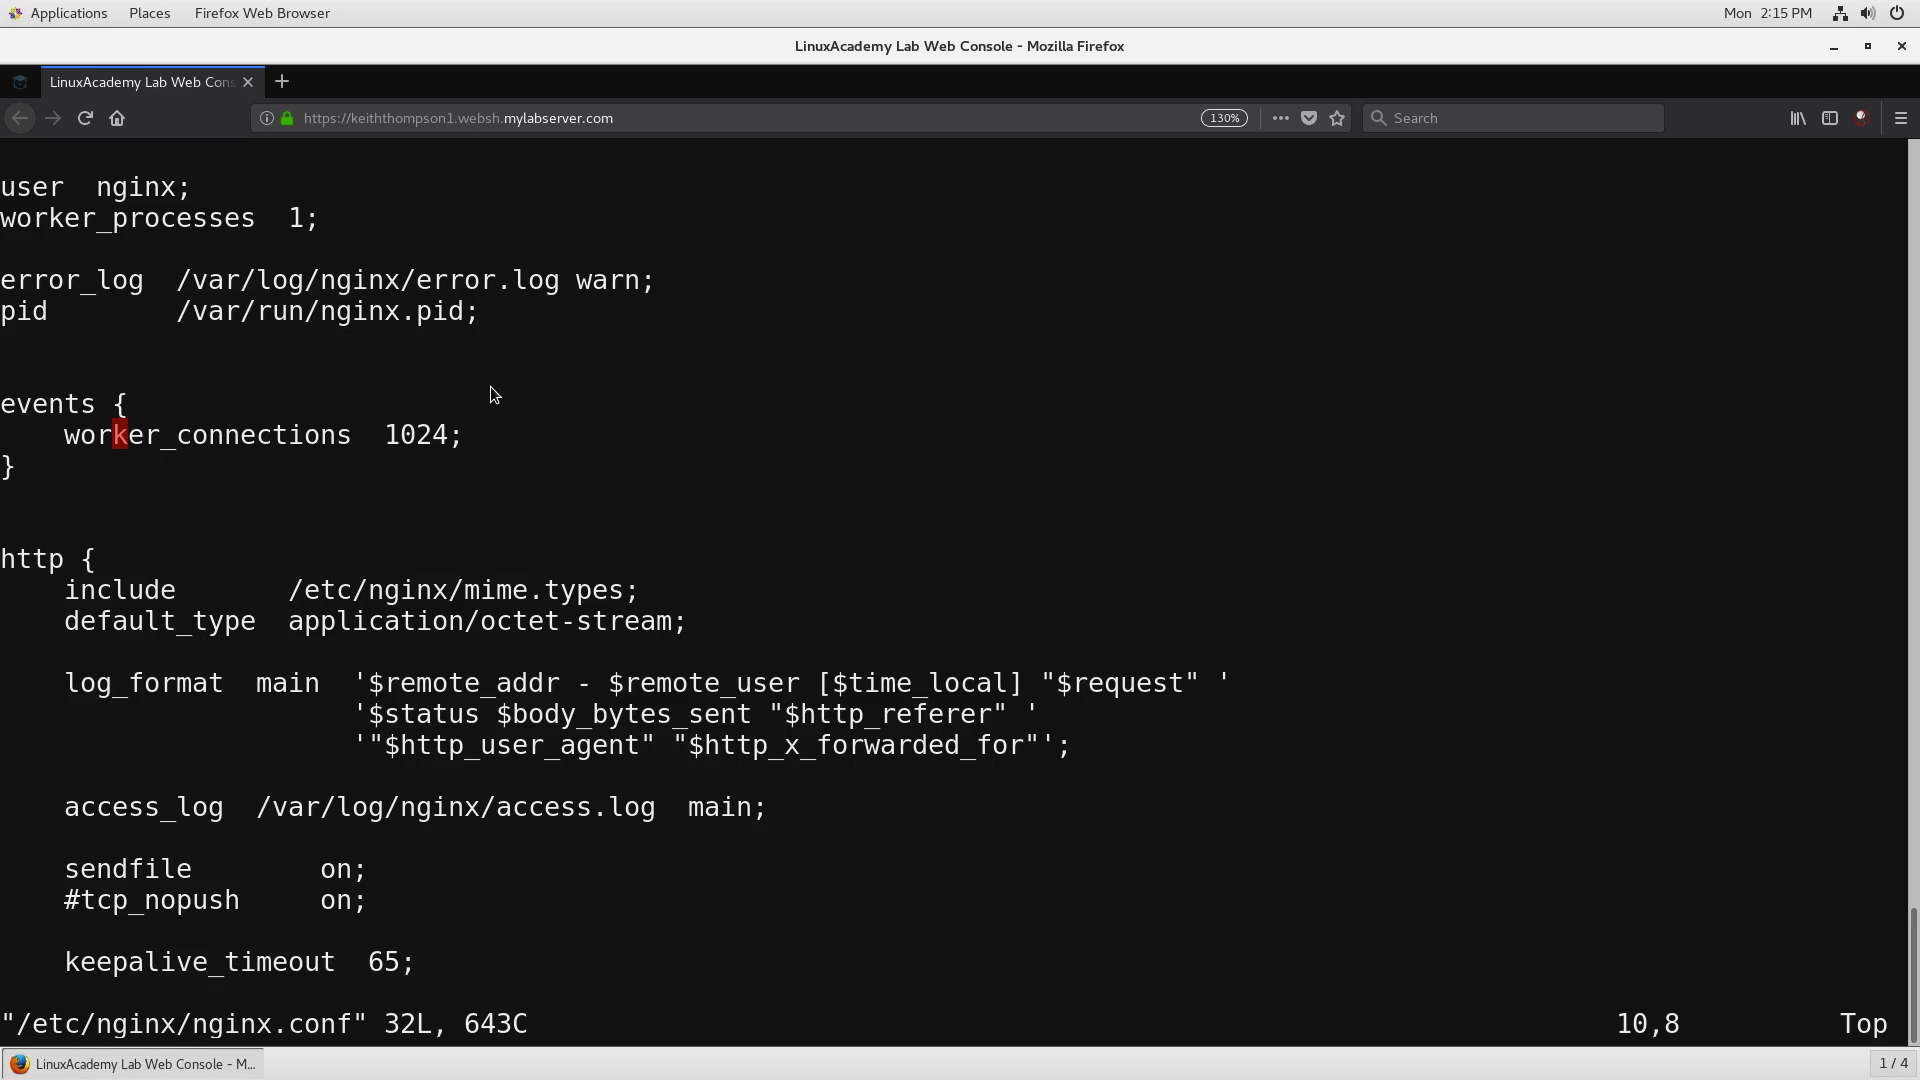 Applications Places Firefox Web Browser Mon 2:15 PM
LinuxAcademy Lab Web Console - Mozilla Firefox
LinuxAcademy Lab Web Cons
https://keiththompson1.websh.mylabserver.com 130% Search
user  nginx;
worker_processes  1;
error_log  /var/log/nginx/error.log warn;
pid        /var/run/nginx.pid;
events {
    worker_connections  1024;
}
http {
    include       /etc/nginx/mime.types;
    default_type  application/octet-stream;
    log_format  main  '$remote_addr - $remote_user [$time_local] "$request" '
                      '$status $body_bytes_sent "$http_referer" '
                      '"$http_user_agent" "$http_x_forwarded_for"';
    access_log  /var/log/nginx/access.log  main;
    sendfile        on;
    #tcp_nopush     on;
    keepalive_timeout  65;
"/etc/nginx/nginx.conf" 32L, 643C 10,8 Top
LinuxAcademy Lab Web Console - M... 1 / 4